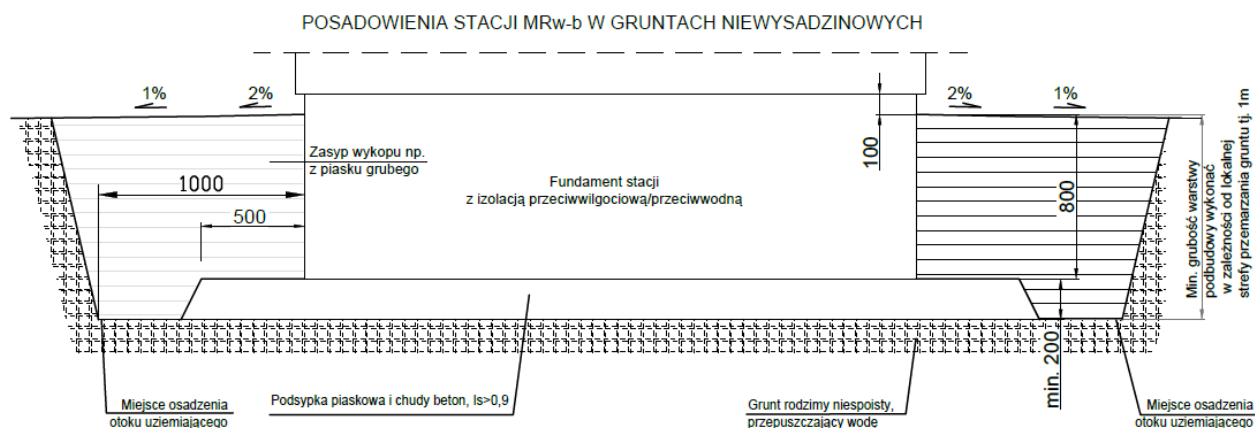 POSADOWIENIA STACJI MRw-b W GRUNTACH NIEWYSADZINOWYCH
1%
2%
2%
1%
100
Zasyp wykopu np.
z piasku grubego
1000
500
Fundament stacji
z izolacją przeciwwilgociową/przeciwwodną
800
Min. grubość warstwy
podbudowy wykonać
w zależności od lokalnej
strefy przemarzania gruntu tj. 1m
min. 200
Miejsce osadzenia
otoku uziemiającego
Podsypka piaskowa i chudy beton, Is>0,9
Grunt rodzimy niespoisty,
przepuszczający wodę
Miejsce osadzenia
otoku uziemiającego